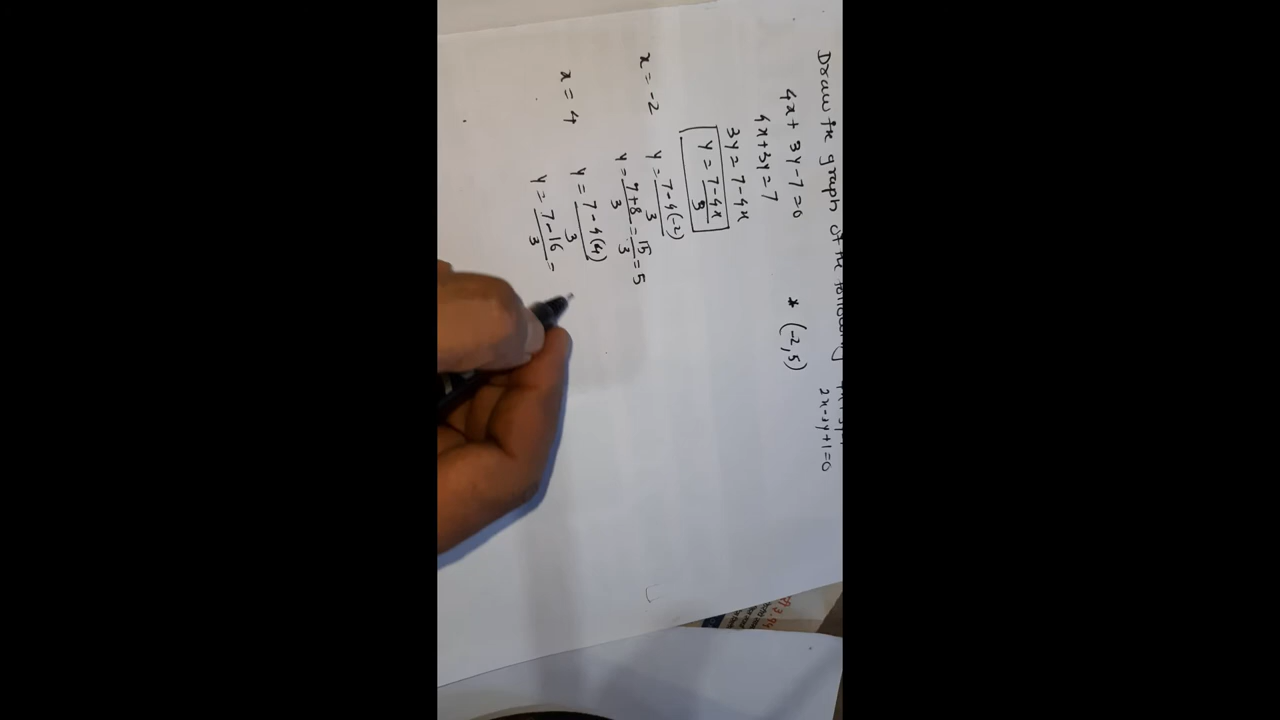 Draw the graph of the following
2x-3y+1=0
4x+3y-7=0 * (-2,5)
4x+3y=7
3y=7-4x
y=7-4x/3
x=-2 y=7-4(-2)/3
y=7+8/3=15/3=5
x=4 y=7-4(4)/3
y=7-16/3=